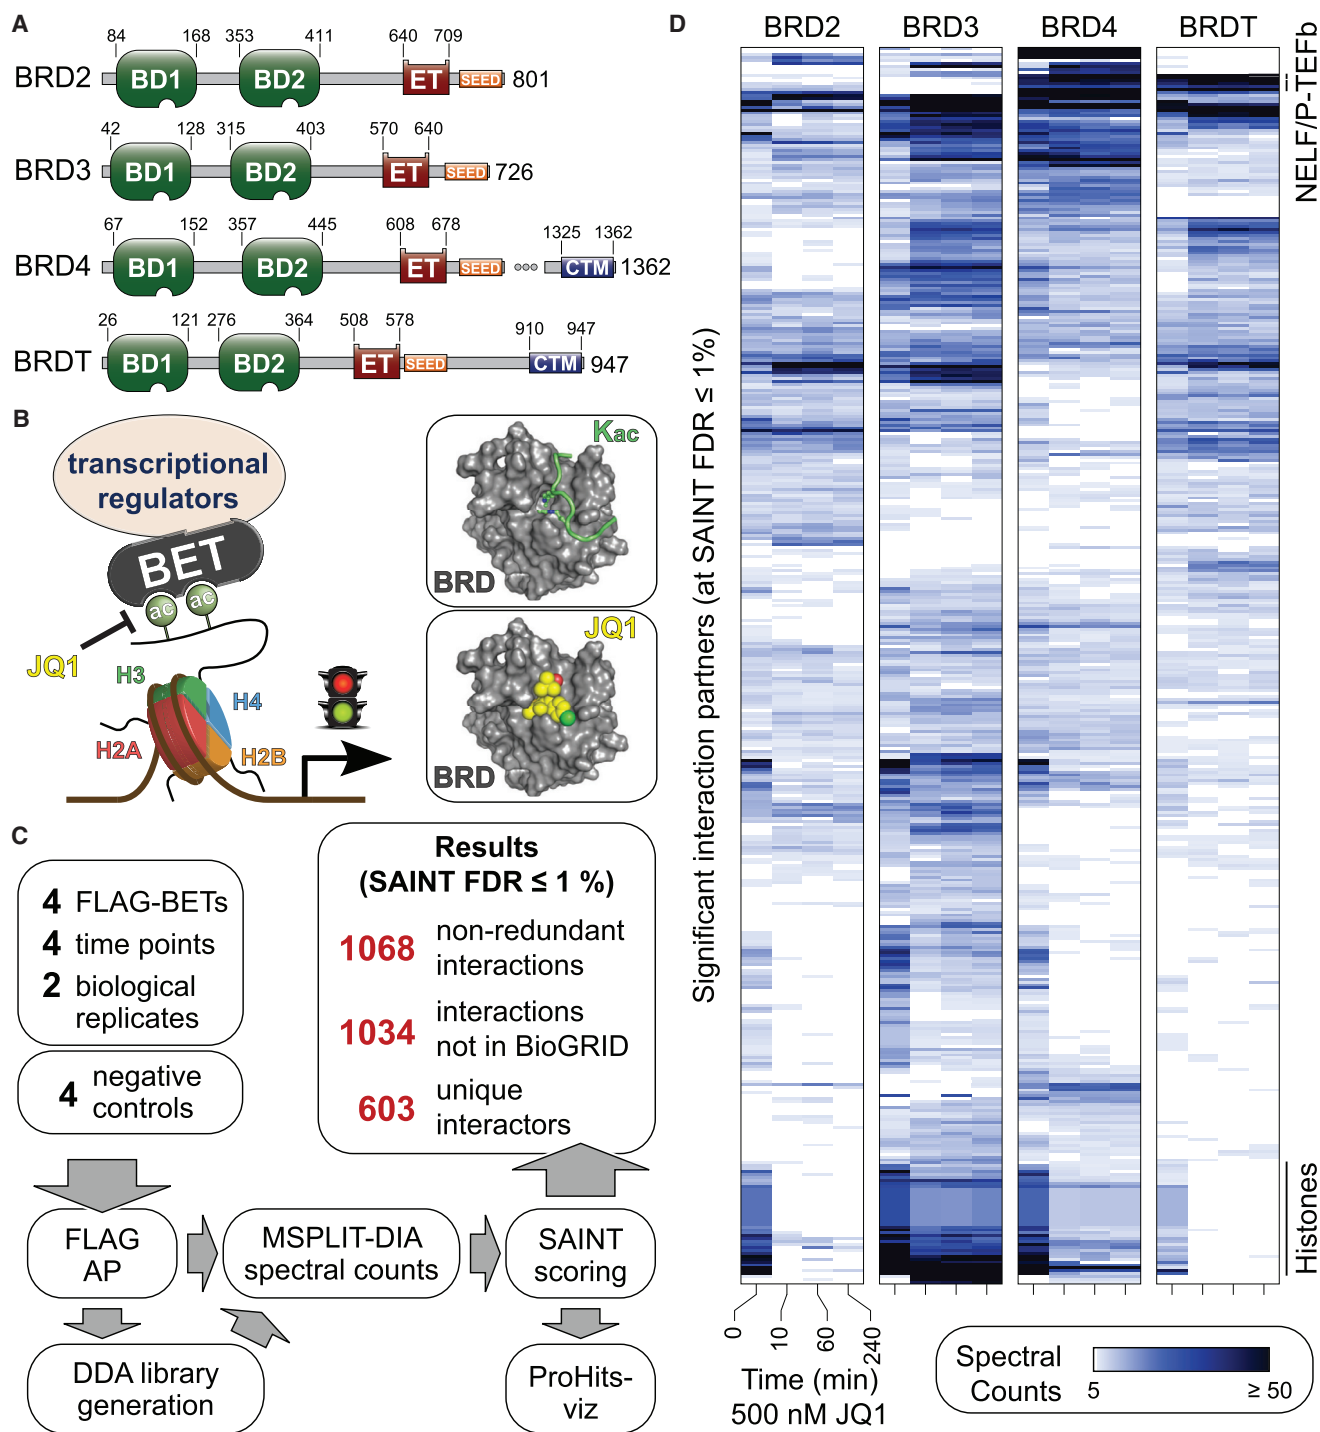 A
84 168 353 411 640 709
BRD2 BD1 BD2 ET SEED 801
42 128 315 403 570 640
BRD3 BD1 BD2 ET SEED 726
67 152 357 445 608 678 1325 1362
BRD4 BD1 BD2 ET SEED CTM 1362
26 121 276 364 508 578 910 947
BRDT BD1 BD2 ET SEED CTM 947
B
transcriptional
regulators
BET
ac ac
JQ1
H3
H4
H2A
H2B
Kac
BRD
JQ1
BRD
C
4 FLAG-BETs
4 time points
2 biological
replicates
4 negative
controls
Results
(SAINT FDR ≤ 1 %)
1068 non-redundant
interactions
1034 interactions
not in BioGRID
603 unique
interactors
FLAG
AP
MSPLIT-DIA
spectral counts
SAINT
scoring
DDA library
generation
ProHits-
viz
D
BRD2 BRD3 BRD4 BRDT
Significant interaction partners (at SAINT FDR ≤ 1%)
NELF/P-TEFb
Histones
0 10 60 240
Time (min)
500 nM JQ1
Spectral
Counts
5 ≥ 50